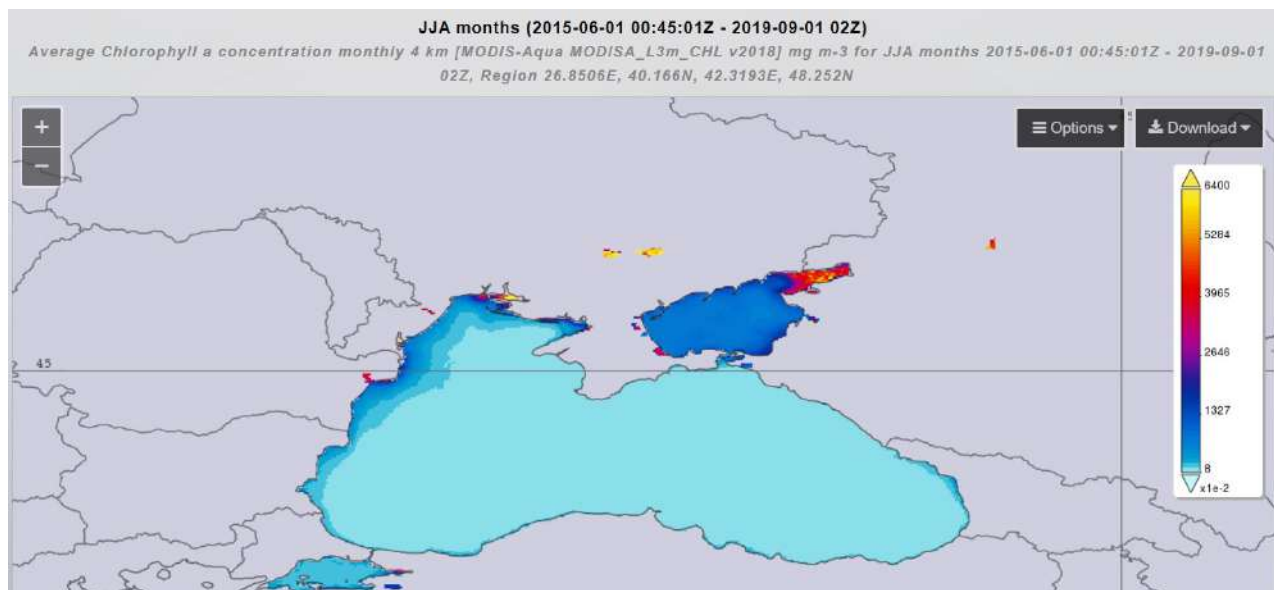 JJA months (2015-06-01 00:45:01Z - 2019-09-01 02Z)
Average Chlorophyll a concentration monthly 4 km [MODIS-Aqua MODISA_L3m_CHL v2018] mg m-3 for JJA months 2015-06-01 00:45:01Z - 2019-09-01
02Z, Region 26.8506E, 40.166N, 42.3193E, 48.252N
+
Options
Download
−
6400
5284
3965
2646
45
1327
8
x1e-2